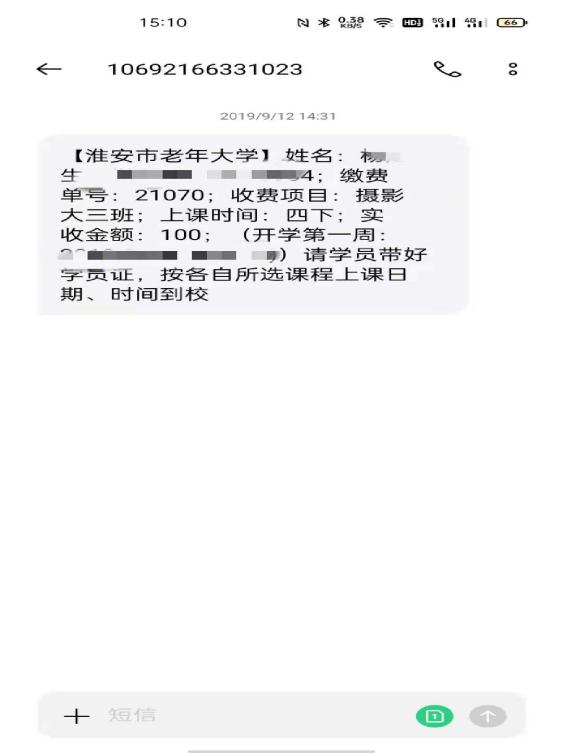 15:10
0.38 KB/S HD 5G 4G 66
10692166331023
2019/9/12 14:31
【淮安市老年大学】姓名：杨
4；缴费
单号：21070；收费项目：摄影
大三班；上课时间：四下；实
收金额：100；（开学第一周：
）请学员带好
学员证，按各自所选课程上课日
期、时间到校
短信
1